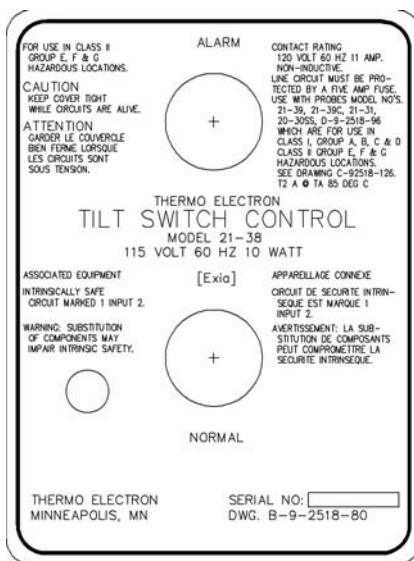 ALARM
FOR USE IN CLASS II
GROUP E, F & G
HAZARDOUS LOCATIONS.
CAUTION
KEEP COVER TIGHT
WHILE CIRCUITS ARE ALIVE.
ATTENTION
GARDER LE COUVERCLE
BIEN FERME LORSQUE
LES CIRCUITS SONT
SOUS TENSION.
CONTACT RATING
120 VOLT 60 HZ 11 AMP.
NON-INDUCTIVE.
LINE CIRCUIT MUST BE PRO-
TECTED BY A FIVE AMP FUSE.
USE WITH PROBES MODEL NO'S.
21-39, 21-39C, 21-31,
20-30SS, D-9-2518-96
WHICH ARE FOR USE IN
CLASS I, GROUP A, B, C & D
CLASS II GROUP E, F & G
HAZARDOUS LOCATIONS.
SEE DRAWING C-92518-126.
T2 A @ TA 85 DEG C
THERMO ELECTRON
TILT SWITCH CONTROL
MODEL 21-38
115 VOLT 60 HZ 10 WATT
[Exia]
ASSOCIATED EQUIPMENT
INTRINSICALLY SAFE
CIRCUIT MARKED 1 INPUT 2.
WARNING: SUBSTITUTION
OF COMPONENTS MAY
IMPAIR INTRINSIC SAFETY.
APPAREILLAGE CONNEXE
CIRCUIT DE SECURITE INTRIN-
SEQUE EST MARQUE 1
INPUT 2.
AVERTISSEMENT: LA SUB-
STITUTION DE COMPOSANTS
PEUT COMPROMETTRE LA
SECURITE INTRINSEQUE.
NORMAL
THERMO ELECTRON
MINNEAPOLIS, MN
SERIAL NO:
DWG. B-9-2518-80